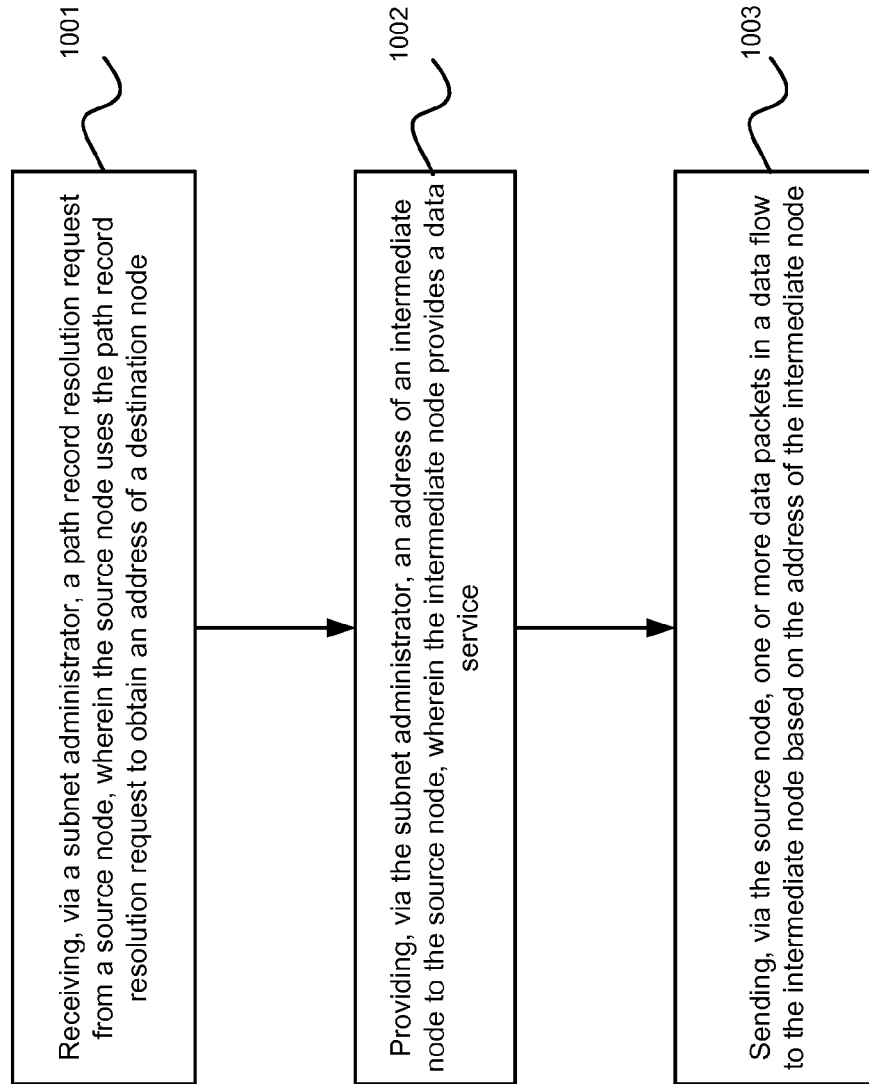 Receiving, via a subnet administrator, a path record resolution request
from a source node, wherein the source node uses the path record
resolution request to obtain an address of a destination node
1001
Providing, via the subnet administrator, an address of an intermediate
node to the source node, wherein the intermediate node provides a data
service
1002
Sending, via the source node, one or more data packets in a data flow
to the intermediate node based on the address of the intermediate node
1003